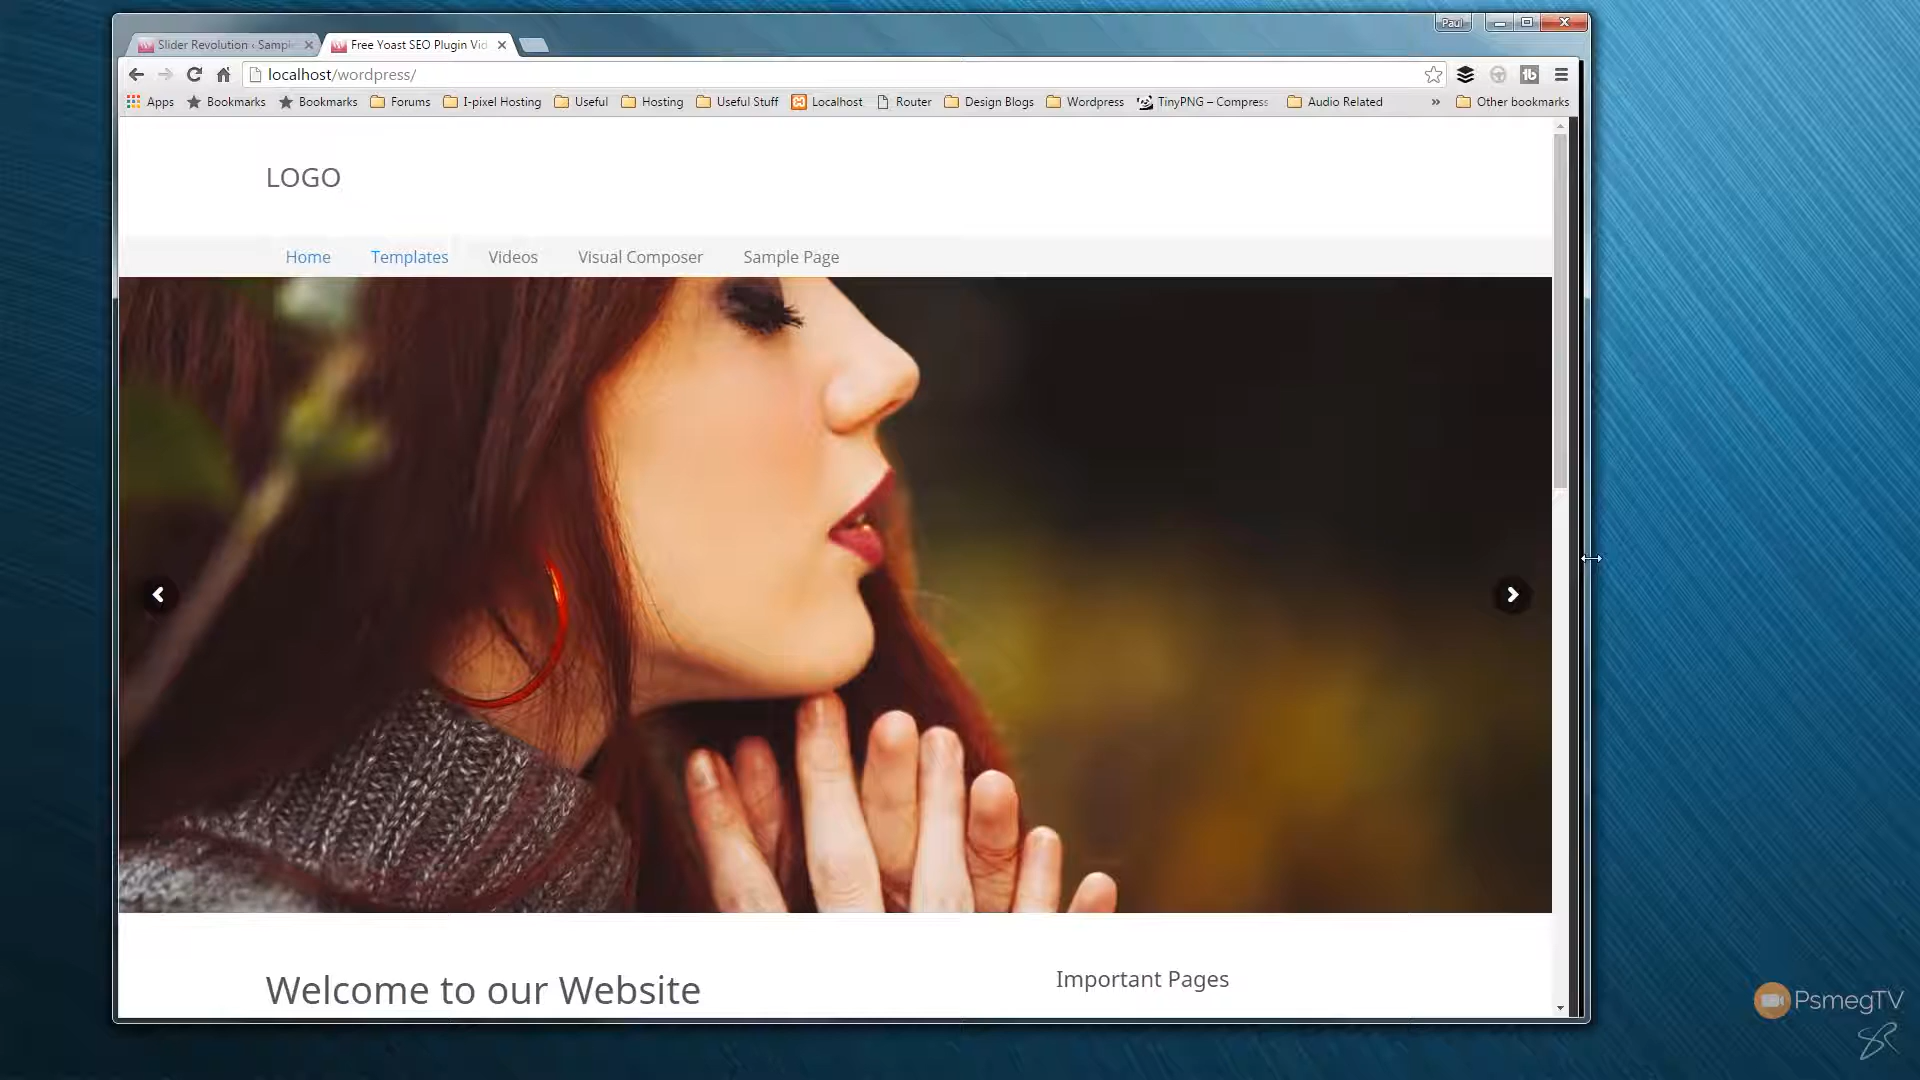 Paul
Slider Revolution ‹ Sample
Free Yoast SEO Plugin Vid
localhost/wordpress/
Apps Bookmarks Bookmarks Forums I-pixel Hosting Useful Hosting Useful Stuff Localhost Router Design Blogs Wordpress TinyPNG – Compress Audio Related » Other bookmarks
LOGO
Home Templates Videos Visual Composer Sample Page
Welcome to our Website
Important Pages
PsmegTV